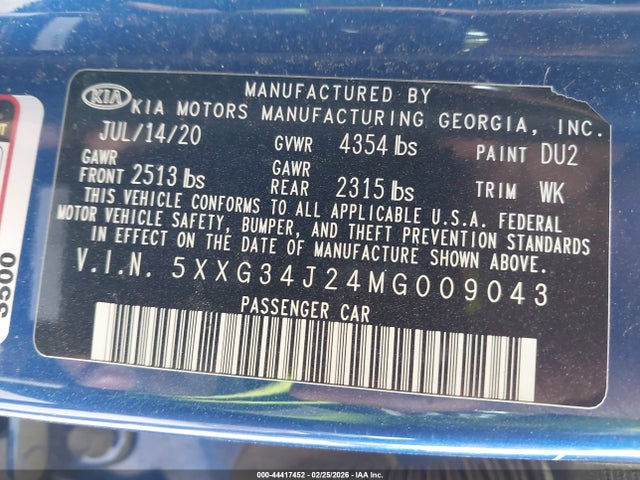 KIA
MANUFACTURED BY
KIA MOTORS MANUFACTURING GEORGIA, INC.
JUL/14/20 GVWR 4354 lbs PAINT DU2
GAWR FRONT 2513 lbs GAWR REAR 2315 lbs TRIM WK
THIS VEHICLE CONFORMS TO ALL APPLICABLE U.S.A. FEDERAL
MOTOR VEHICLE SAFETY, BUMPER, AND THEFT PREVENTION STANDARDS
IN EFFECT ON THE DATE OF MANUFACTURE SHOWN ABOVE.
V.I.N. 5XXG34J24MG009043
PASSENGER CAR
3500
000-44417452 - 02/25/2026 - IAA Inc.